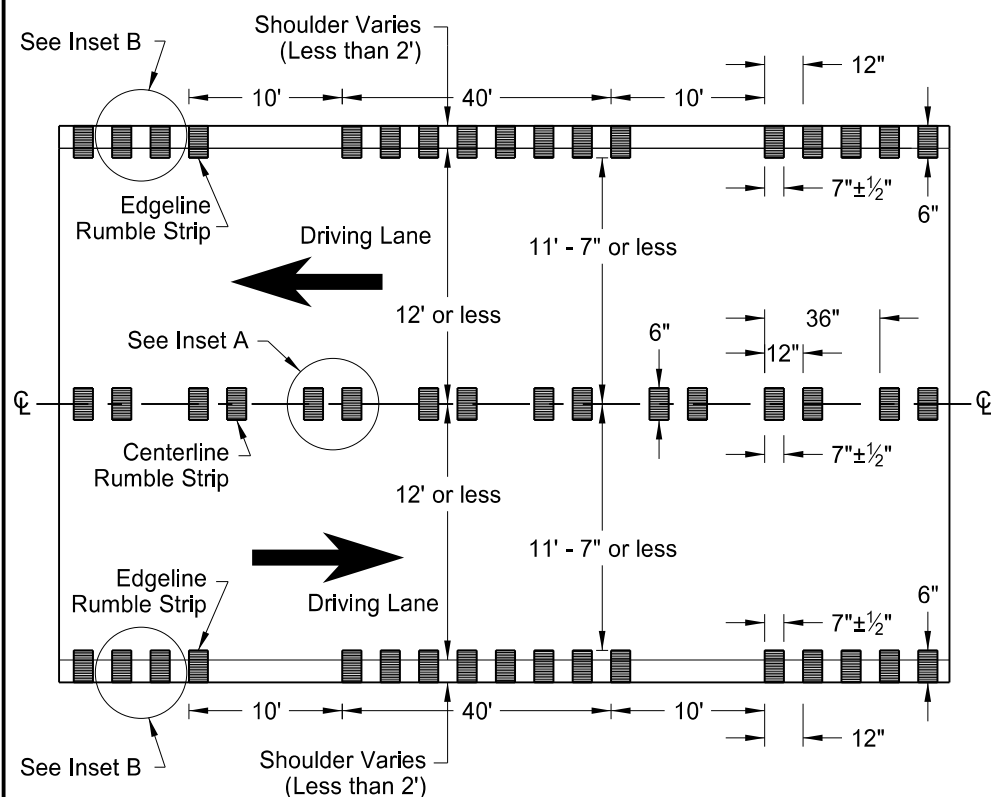 Shoulder Varies
(Less than 2')
See Inset B
12"
10'
40'
10'
Edgeline
Rumble Strip
7"±½"
6"
Driving Lane
11' - 7" or less
12' or less
36"
See Inset A
6"
12"
℄
℄
Centerline
Rumble Strip
7"±½"
12' or less
11' - 7" or less
Edgeline
Rumble Strip
Driving Lane
6"
7"±½"
10'
40'
10'
12"
See Inset B
Shoulder Varies
(Less than 2')